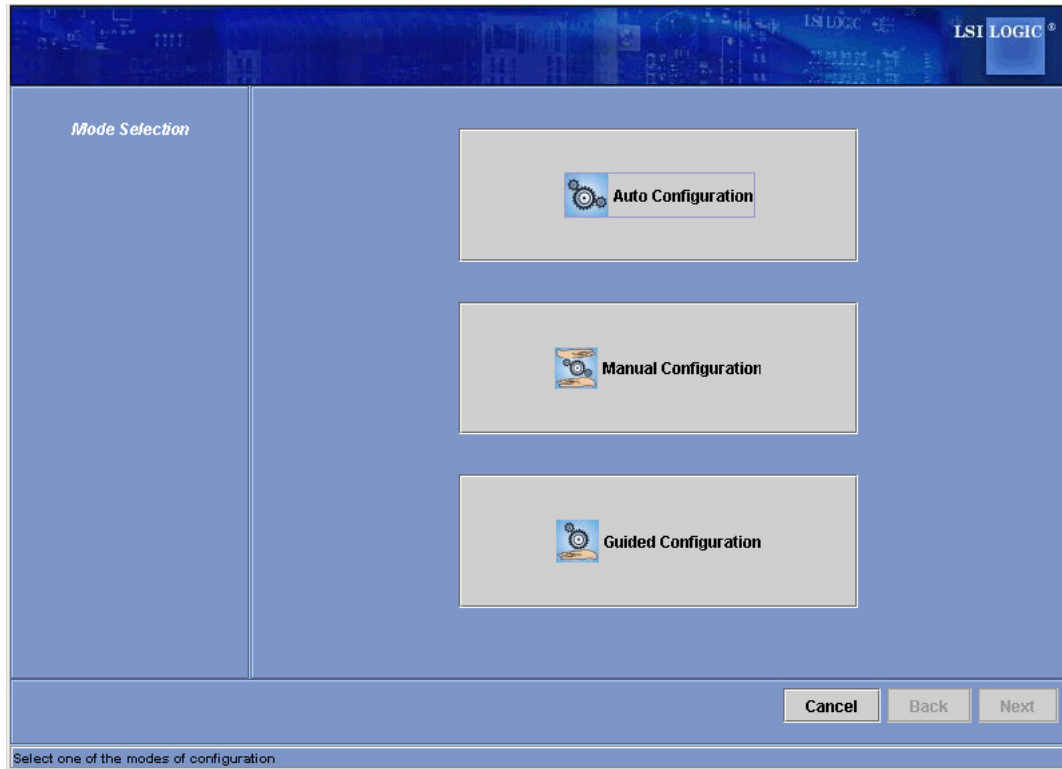 LSI LOGIC
LSI LOGIC ®
Mode Selection
Auto Configuration
Manual Configuration
Guided Configuration
Cancel
Back
Next
Select one of the modes of configuration